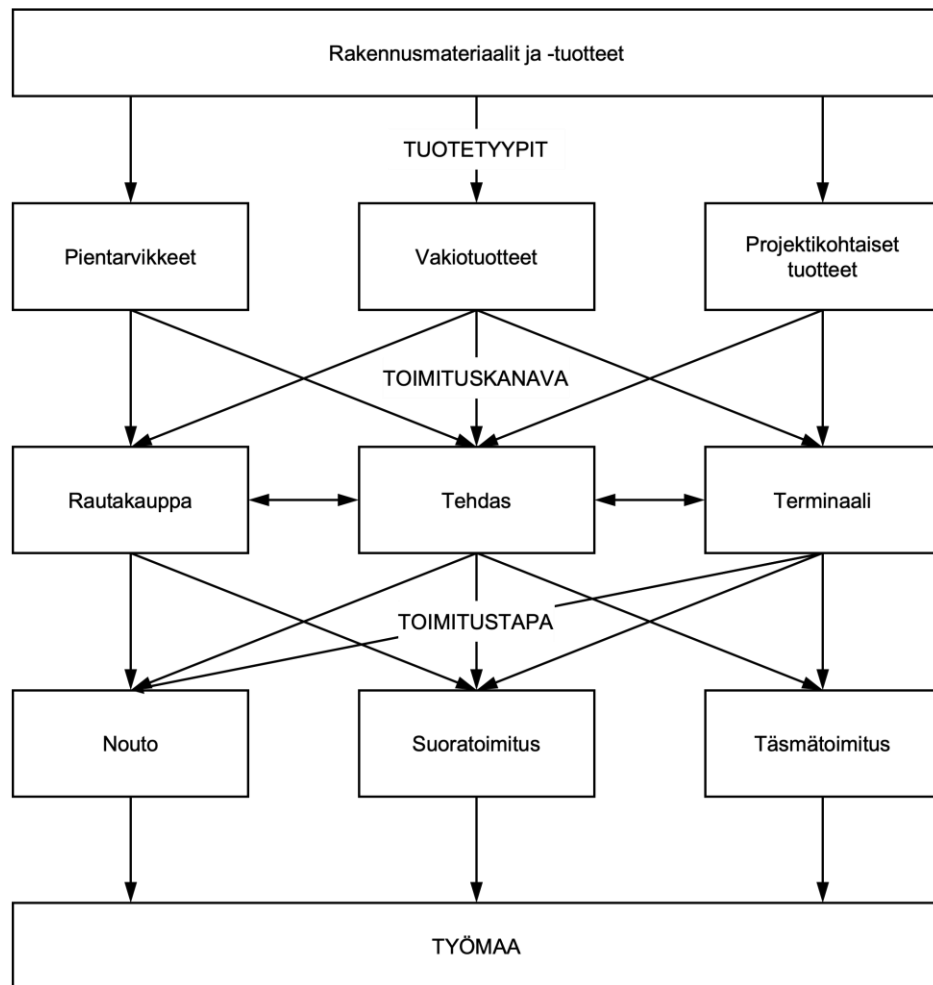 Rakennusmateriaalit ja -tuotteet
TUOTETYYPIT
Pientarvikkeet
Vakiotuotteet
Projektikohtaiset
tuotteet
TOIMITUSKANAVA
Rautakauppa
Tehdas
Terminaali
TOIMITUSTAPA
Nouto
Suoratoimitus
Täsmätoimitus
TYÖMAA